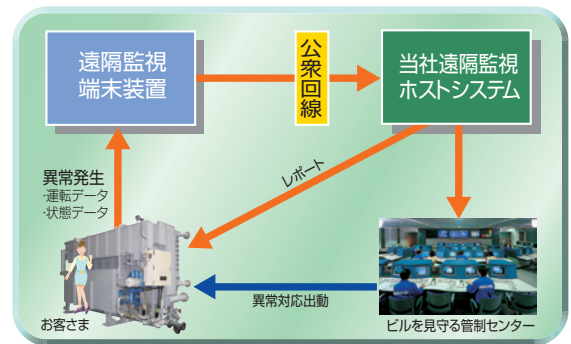 遠隔監視
端末装置
公衆回線
当社遠隔監視
ホストシステム
異常発生
・運転データ
・状態データ
レポート
異常対応出動
お客さま
ビルを見守る管制センター